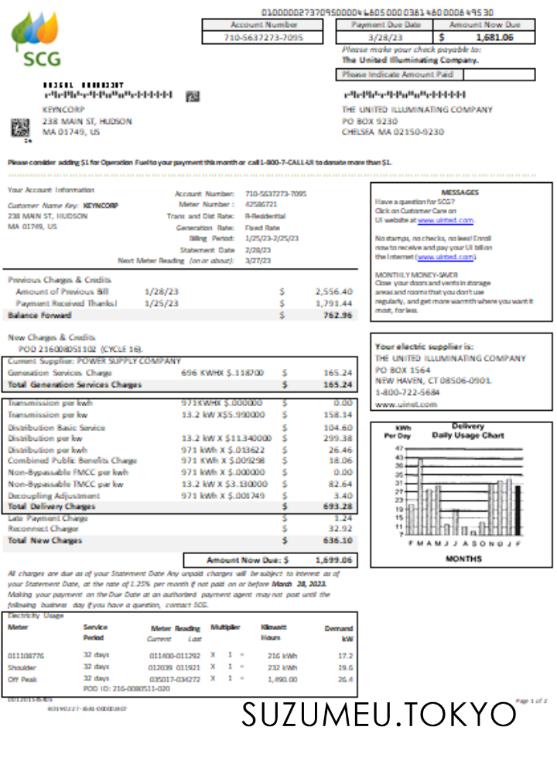 01000002737095000046805000038148000849530
Account Number
Payment Due Date
Amount Now Due
710-5637273-7095
3/28/23
$ 1,681.06
SCG
Please make your check payable to:
The United Illuminating Company.
Please Indicate Amount Paid
KEYNCORP
238 MAIN ST, HUDSON
MA 01749, US
THE UNITED ILLUMINATING COMPANY
PO BOX 9230
CHELSEA MA 02150-9230
Please consider adding $1 for Operation Fuel to your payment this month or call 1-800-7-CALL-UI to donate more than $1.
Your Account Information
Customer Name Key: KEYNCORP
238 MAIN ST, HUDSON
MA 01749, US
Account Number: 710-5637273-7095
Meter Number : 42586721
Trans and Dist Rate: R-Residential
Generation Rate: Fixed Rate
Billing Period: 1/25/23-2/25/23
Statement Date 2/28/23
Next Meter Reading (on or about): 3/27/23
MESSAGES
Have a question for SCG?
Click on Customer Care on
UI website at www.uinted.com.
No stamps, no checks, no lees! Enroll
now to receive and pay your UI bill on
the Internet (www.uinted.com).
MONTHLY MONEY-SAVER
Close your doors and vents in storage
areas and rooms that you don't use
regularly, and get more warmth where you want it
most, for less.
Previous Charges & Credits
Amount of Previous Bill 1/28/23 $ 2,556.40
Payment Received Thanks! 1/25/23 $ 1,791.44
Balance Forward $ 762.96
New Charges & Credits
POD 216008051102 (CYCLE 16).
Current Supplier: POWER SUPPLY COMPANY
Generation Services Charge 696 KWHX $.118700 $ 165.24
Total Generation Services Charges $ 165.24
Your electric supplier is:
THE UNITED ILLUMINATING COMPANY
PO BOX 1564
NEW HAVEN, CT 08506-0901.
1-800-722-5684
www.uinet.com
Transmission per kwh 971KWHX $.000000 $ 0.00
Transmission per kw 13.2 kW X$5.990000 $ 158.14
Distribution Basic Service $ 104.60
Distribution per kw 13.2 kW X $11.340000 $ 299.38
Distribution per kWh 971 kWh X $.013622 $ 26.46
Combined Public Benefits Charge 971 kWh X $.009298 $ 18.06
Non-Bypassable FMCC per kwh 971 kWh X $.000000 $ 0.00
Non-Bypassable TMCC par kw 13.2 kW X $3.130000 $ 82.64
Decoupling Adjustment 971 kWh X $.001749 $ 3.40
Total Delivery Charges $ 693.28
Late Payment Charge $ 1.24
Reconnect Charge $ 32.92
Total New Charges $ 636.10
Amount Now Due: $ 1,699.06
kWh
Per Day
Delivery
Daily Usage Chart
47
43
39
35
31
27
23
18
14
10
6
F M A M J J A S O N D J F
MONTHS
All charges are due as of your Statement Date Any unpaid charges will be subject to interest as of
your Statement Date, at the rate of 1.25% per month if not paid on or before March 28, 2023.
Making your payment on the Due Date at an authorized payment agent may not post until the
following business day if you have a question, contact SCG.
Electricity Usage
Meter Service Period Meter Reading Current Last Multiplier Kilowatt Hours Demand kW
011108776 32 days 011400-011292 X 1 = 216 kWh 17.2
Shoulder 32 days 012039 011921 X 1 = 232 kWh 19.6
Off Peak 32 days 035017-034272 X 1 = 1,490.00 26.4
POD ID: 216-0080511-020
Page 1 of 2
SUZUMEU.TOKYO